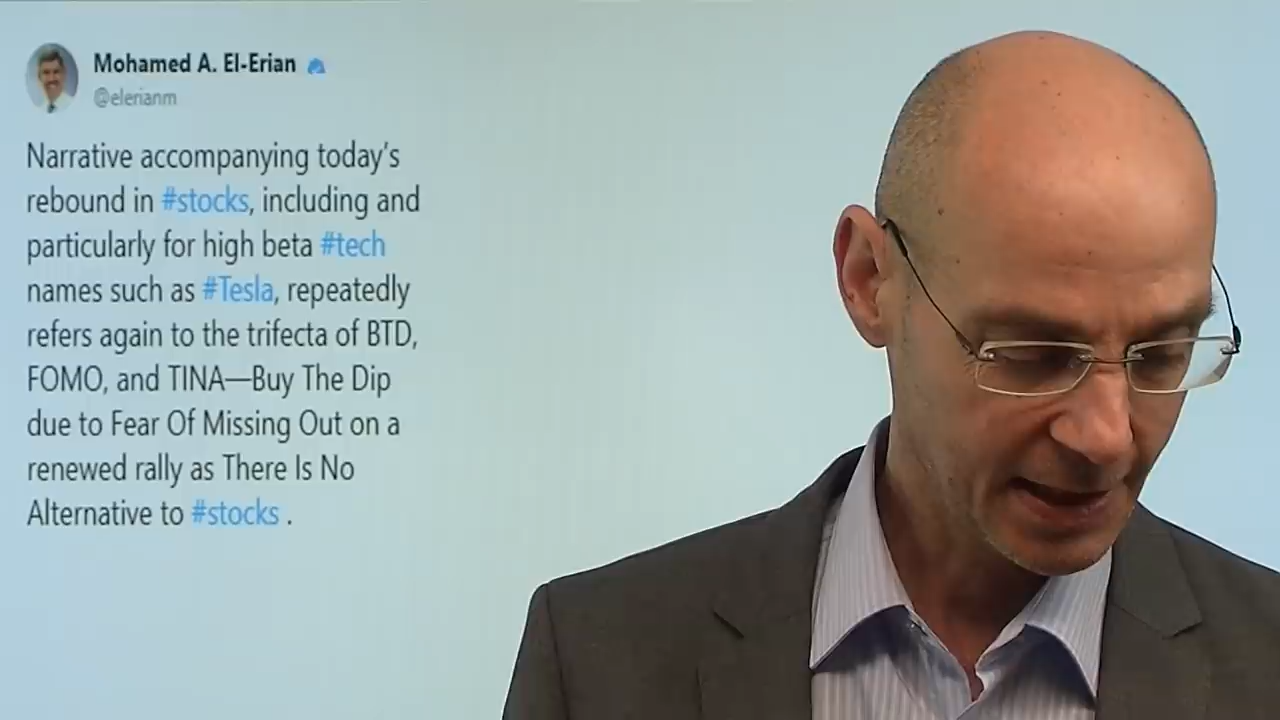 Mohamed A. El-Erian
@elerianm
Narrative accompanying today's
rebound in #stocks, including and
particularly for high beta #tech
names such as #Tesla, repeatedly
refers again to the trifecta of BTD,
FOMO, and TINA—Buy The Dip
due to Fear Of Missing Out on a
renewed rally as There Is No
Alternative to #stocks .